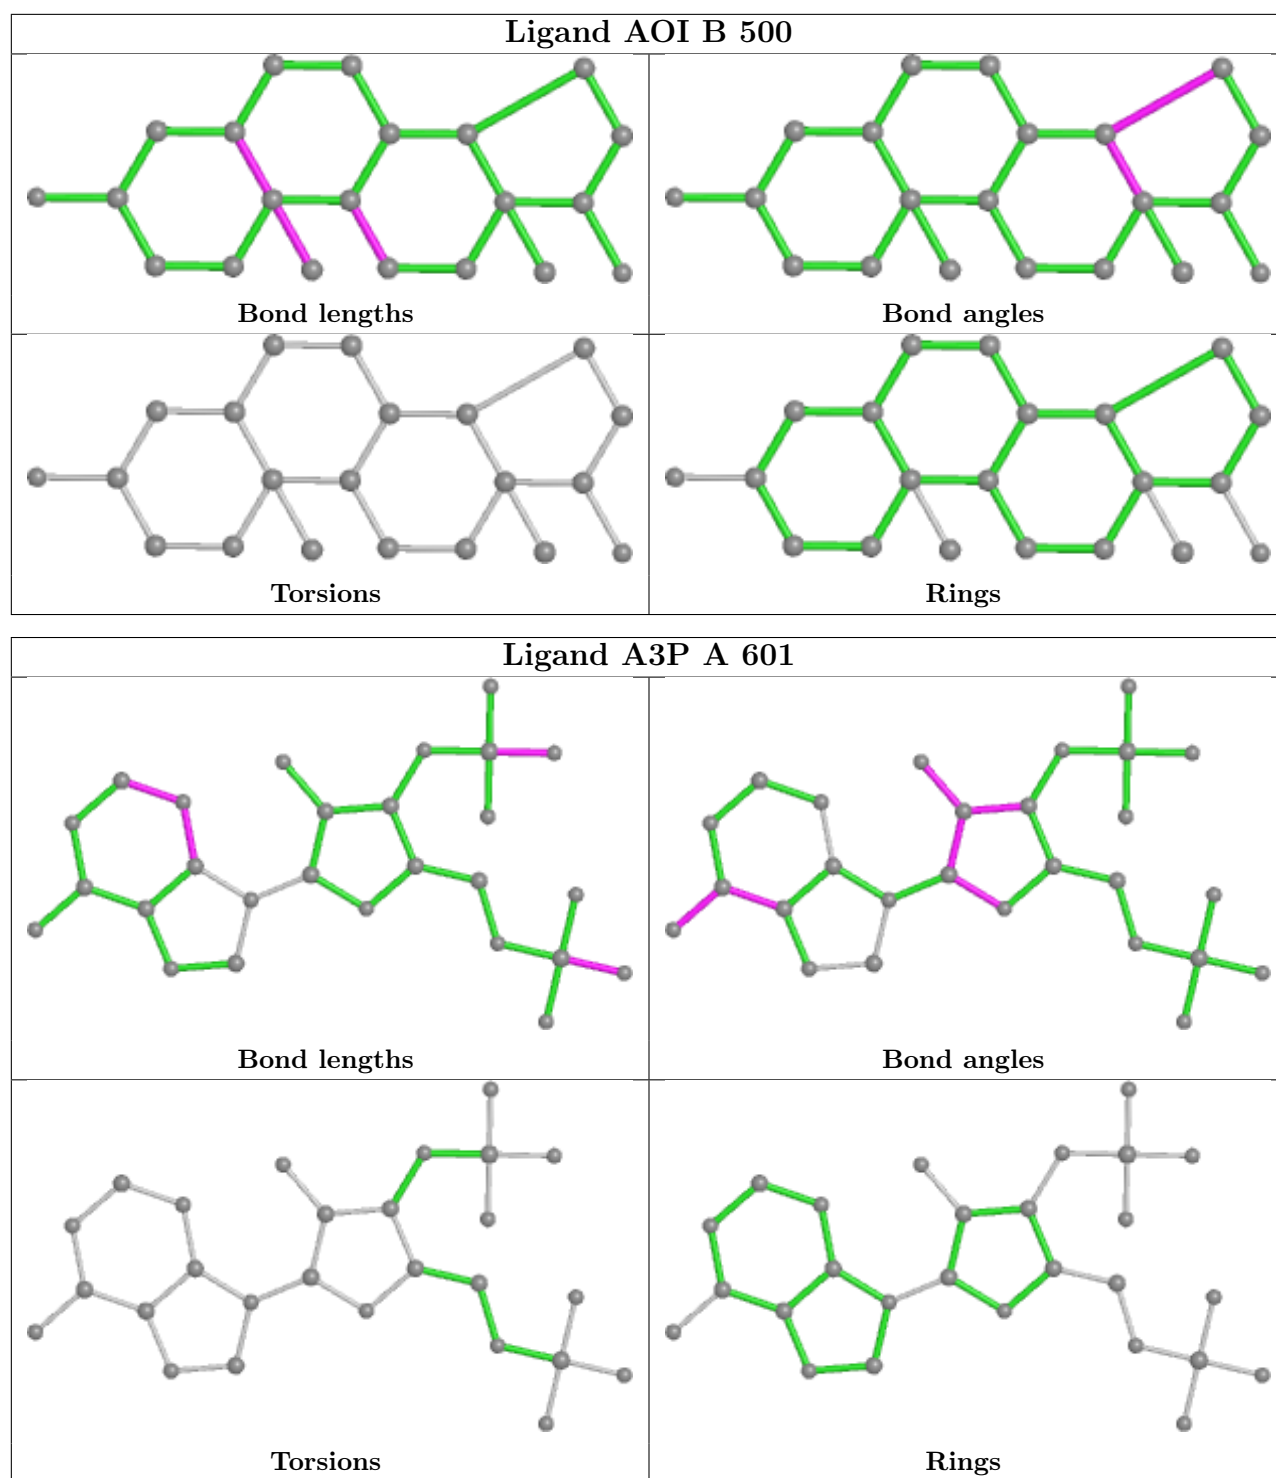 Ligand AOI B 500
Bond lengths
Bond angles
Torsions
Rings
Ligand A3P A 601
Bond lengths
Bond angles
Torsions
Rings